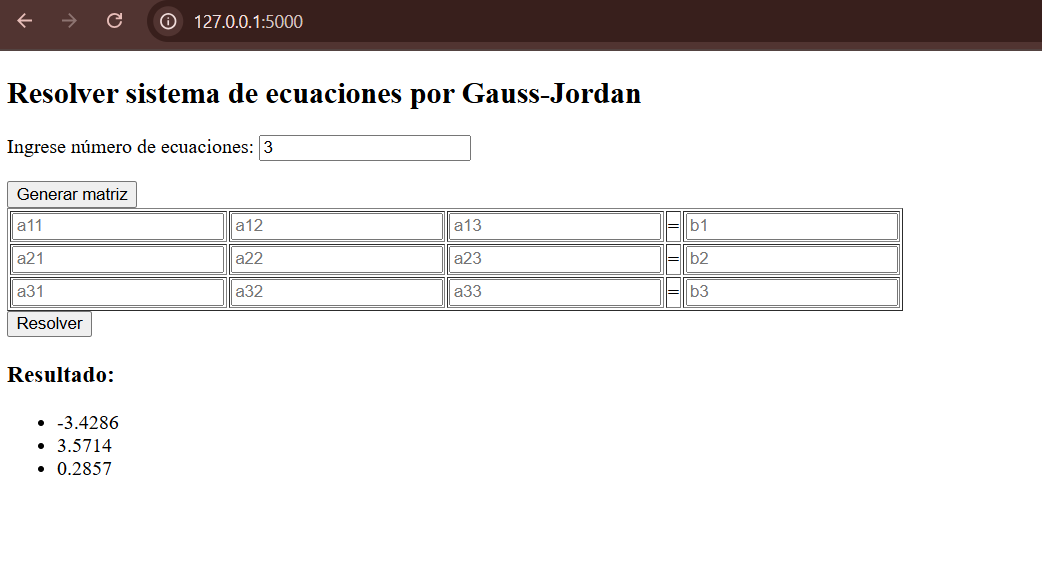 127.0.0.1:5000
Resolver sistema de ecuaciones por Gauss-Jordan
Ingrese número de ecuaciones: 3
Generar matriz
a11 a12 a13 = b1
a21 a22 a23 = b2
a31 a32 a33 = b3
Resolver
Resultado:
• -3.4286
• 3.5714
• 0.2857